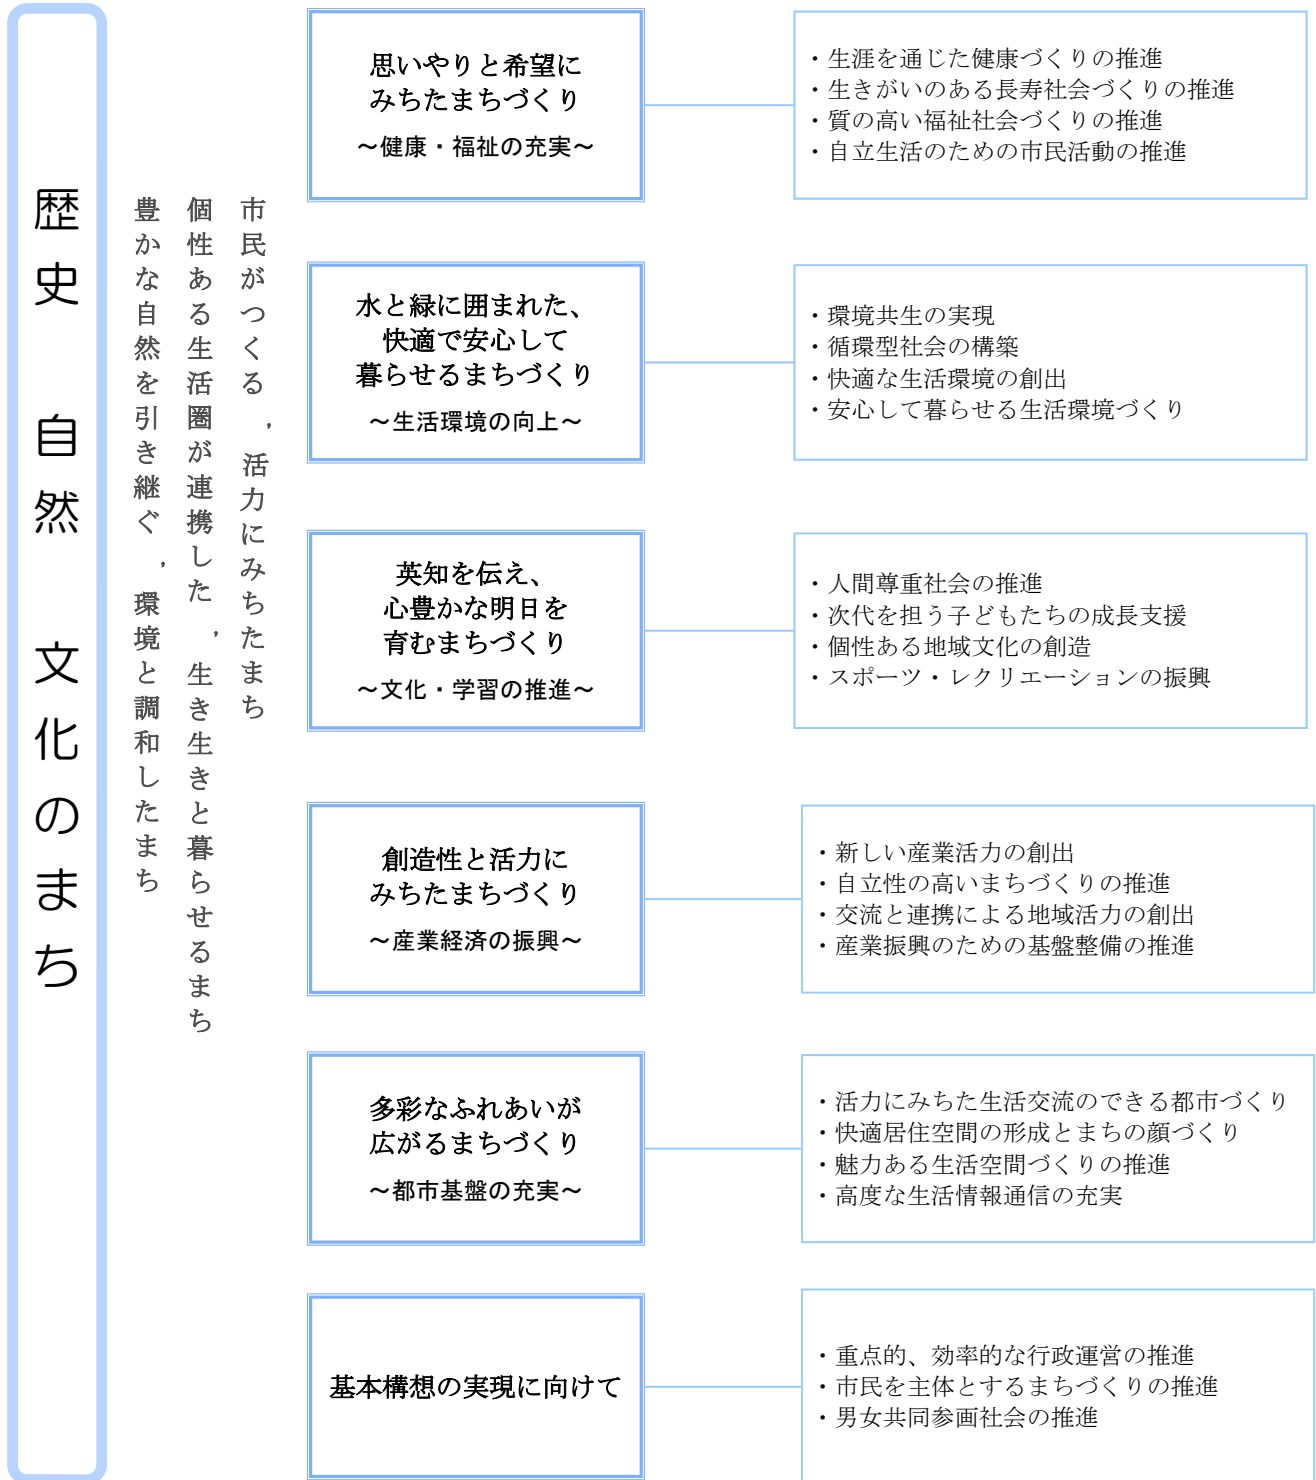 歴史　自然　文化のまち
市民がつくる，活力にみちたまち
個性ある生活圏が連携した，生き生きと暮らせるまち
豊かな自然を引き継ぐ，環境と調和したまち
思いやりと希望に
みちたまちづくり
～健康・福祉の充実～
・生涯を通じた健康づくりの推進
・生きがいのある長寿社会づくりの推進
・質の高い福祉社会づくりの推進
・自立生活のための市民活動の推進
水と緑に囲まれた、
快適で安心して
暮らせるまちづくり
～生活環境の向上～
・環境共生の実現
・循環型社会の構築
・快適な生活環境の創出
・安心して暮らせる生活環境づくり
英知を伝え、
心豊かな明日を
育むまちづくり
～文化・学習の推進～
・人間尊重社会の推進
・次代を担う子どもたちの成長支援
・個性ある地域文化の創造
・スポーツ・レクリエーションの振興
創造性と活力に
みちたまちづくり
～産業経済の振興～
・新しい産業活力の創出
・自立性の高いまちづくりの推進
・交流と連携による地域活力の創出
・産業振興のための基盤整備の推進
多彩なふれあいが
広がるまちづくり
～都市基盤の充実～
・活力にみちた生活交流のできる都市づくり
・快適居住空間の形成とまちの顔づくり
・魅力ある生活空間づくりの推進
・高度な生活情報通信の充実
基本構想の実現に向けて
・重点的、効率的な行政運営の推進
・市民を主体とするまちづくりの推進
・男女共同参画社会の推進